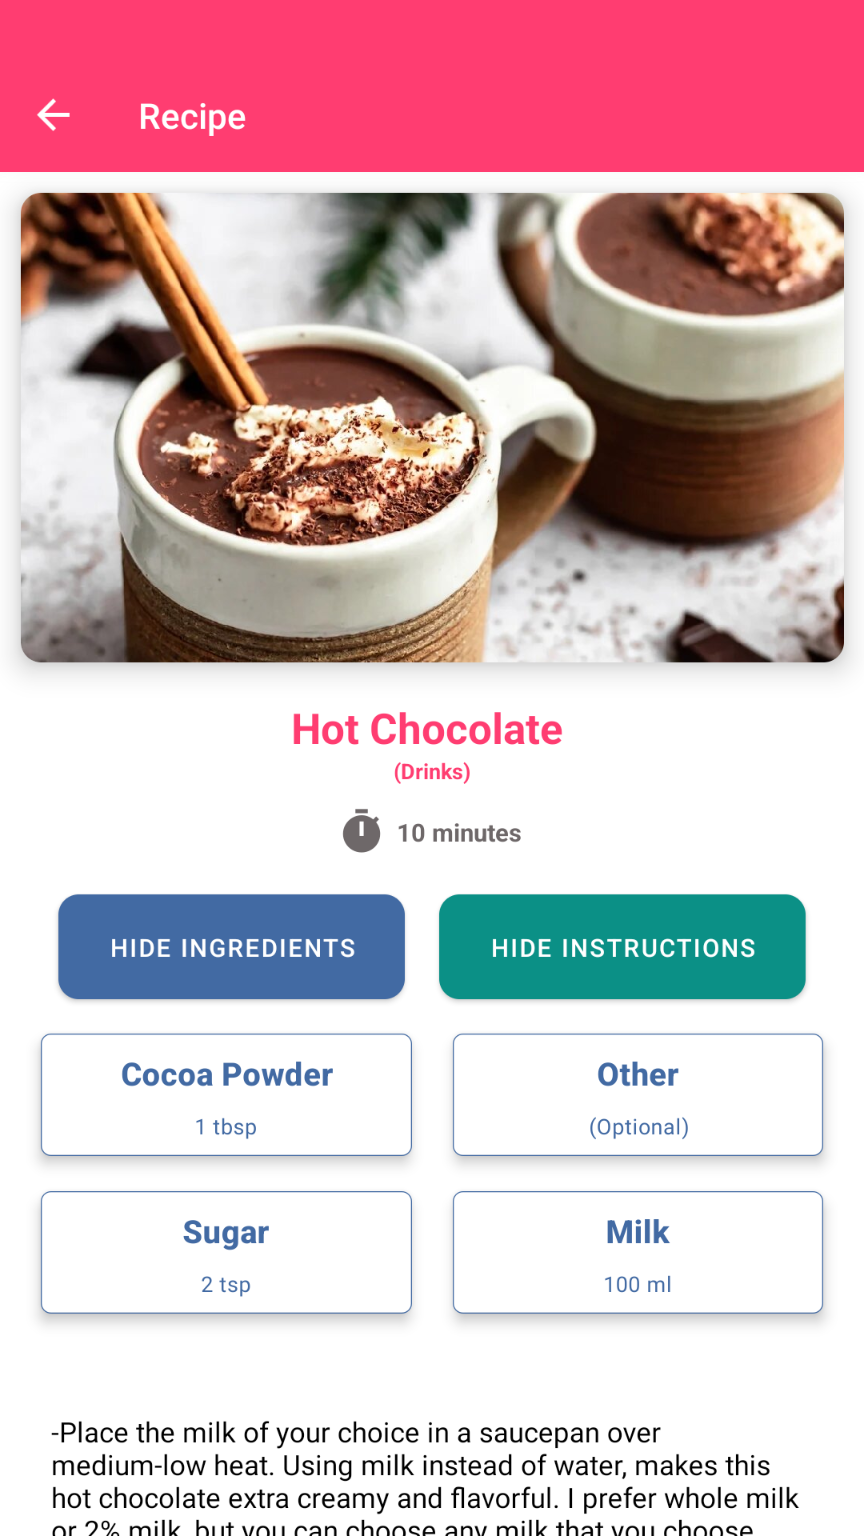 Recipe
Hot Chocolate
(Drinks)
10 minutes
HIDE INGREDIENTS
HIDE INSTRUCTIONS
Cocoa Powder
1 tbsp
Other
(Optional)
Sugar
2 tsp
Milk
100 ml
-Place the milk of your choice in a saucepan over
medium-low heat. Using milk instead of water, makes this
hot chocolate extra creamy and flavorful. I prefer whole milk
or 2% milk, but you can choose any milk that you choose